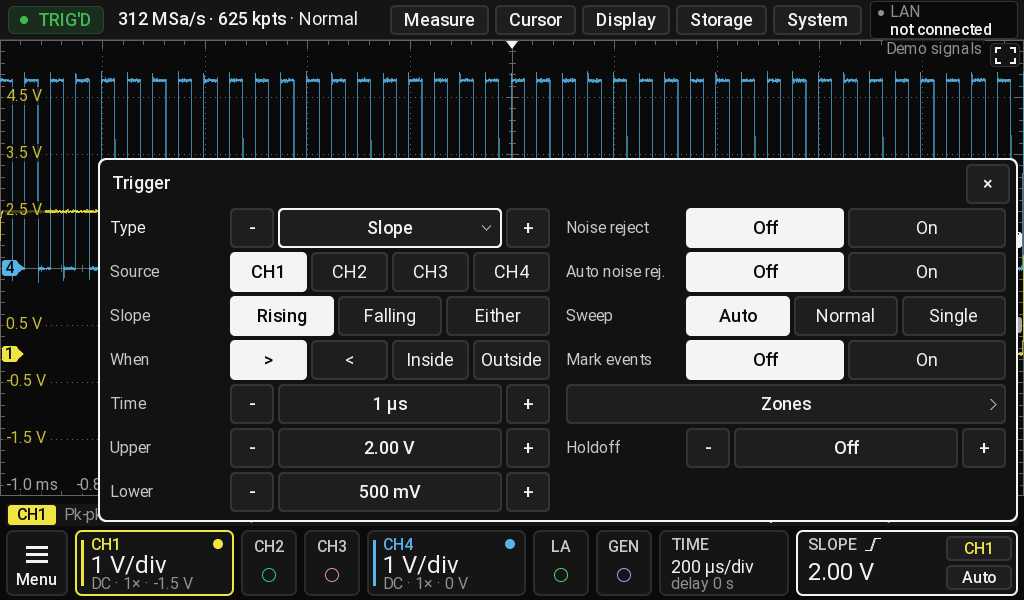 TRIG'D 312 MSa/s · 625 kpts · Normal Measure Cursor Display Storage System LAN
not connected
Demo signals
4.5 V
3.5 V
2.5 V
4
0.5 V
1
-0.5 V
-1.5 V
-1.0 ms
Trigger ×
Type - Slope + Noise reject Off On
Source CH1 CH2 CH3 CH4 Auto noise rej. Off On
Slope Rising Falling Either Sweep Auto Normal Single
When > < Inside Outside Mark events Off On
Time - 1 µs + Zones
Upper - 2.00 V + Holdoff - Off +
Lower - 500 mV +
CH1
Menu
CH1
1 V/div
DC · 1× · -1.5 V
CH2
CH3
CH4
1 V/div
DC · 1× · 0 V
LA
GEN
TIME
200 µs/div
delay 0 s
SLOPE CH1
2.00 V Auto